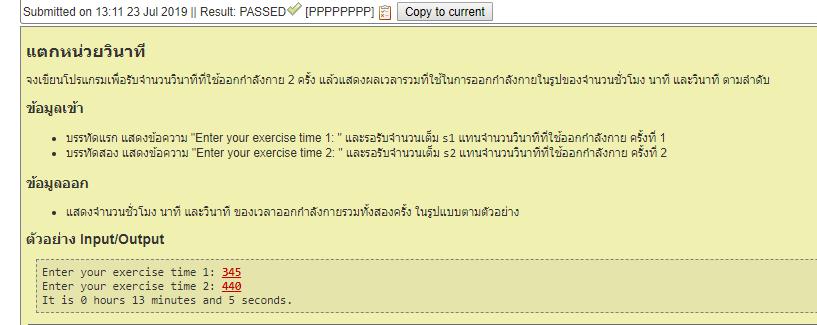 Submitted on 13:11 23 Jul 2019 || Result: PASSED [PPPPPPPP] Copy to current
แตกหน่วยวินาที
จงเขียนโปรแกรมเพื่อรับจำนวนวินาทีที่ใช้ออกกำลังกาย 2 ครั้ง แล้วแสดงผลเวลารวมที่ใช้ในการออกกำลังกายในรูปของจำนวนชั่วโมง นาที และวินาที ตามลำดับ
ข้อมูลเข้า
• บรรทัดแรก แสดงข้อความ "Enter your exercise time 1: " และรอรับจำนวนเต็ม s1 แทนจำนวนวินาทีที่ใช้ออกกำลังกาย ครั้งที่ 1
• บรรทัดสอง แสดงข้อความ "Enter your exercise time 2: " และรอรับจำนวนเต็ม s2 แทนจำนวนวินาทีที่ใช้ออกกำลังกาย ครั้งที่ 2
ข้อมูลออก
• แสดงจำนวนชั่วโมง นาที และวินาที ของเวลาออกกำลังกายรวมทั้งสองครั้ง ในรูปแบบตามตัวอย่าง
ตัวอย่าง Input/Output
Enter your exercise time 1: 345
Enter your exercise time 2: 440
It is 0 hours 13 minutes and 5 seconds.